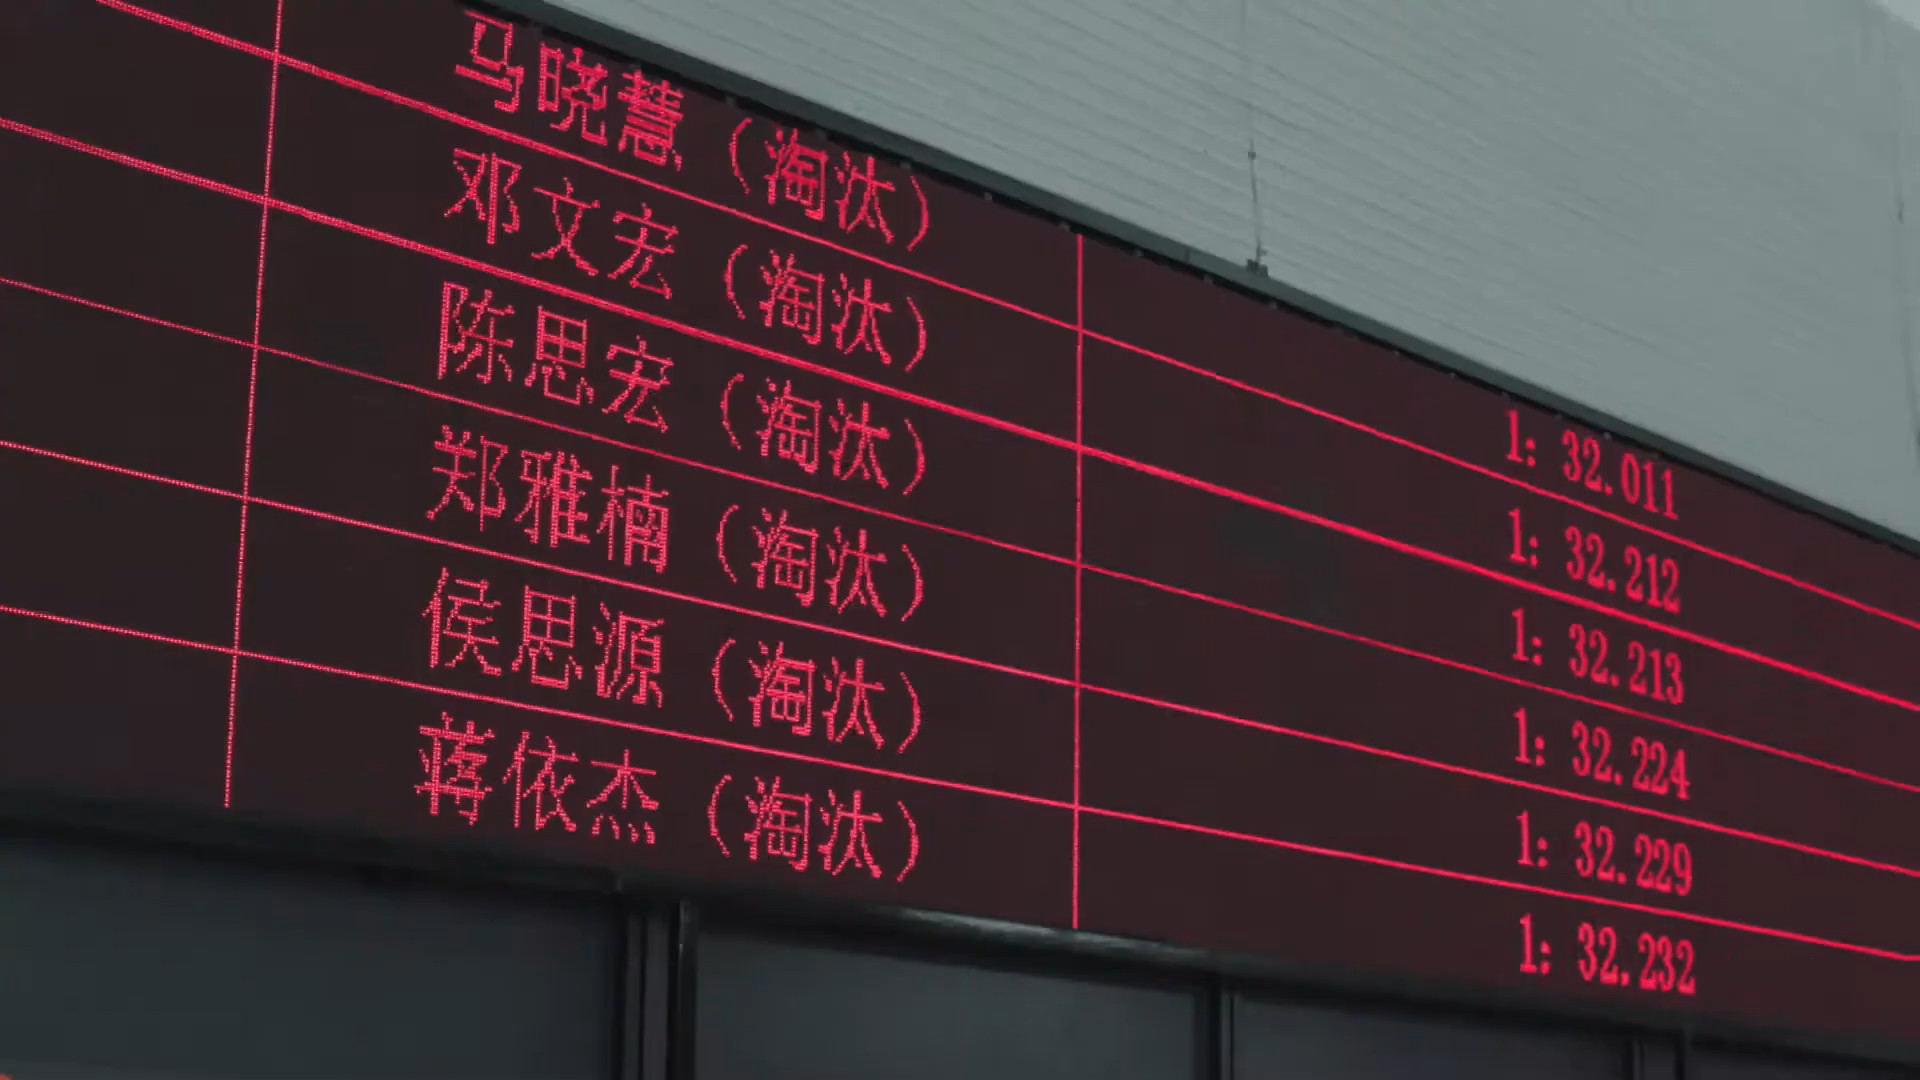 马晓慧（淘汰） 1: 32.011
邓文宏（淘汰） 1: 32.212
陈思宏（淘汰） 1: 32.213
郑雅楠（淘汰） 1: 32.224
侯思源（淘汰） 1: 32.229
蒋依杰（淘汰） 1: 32.232